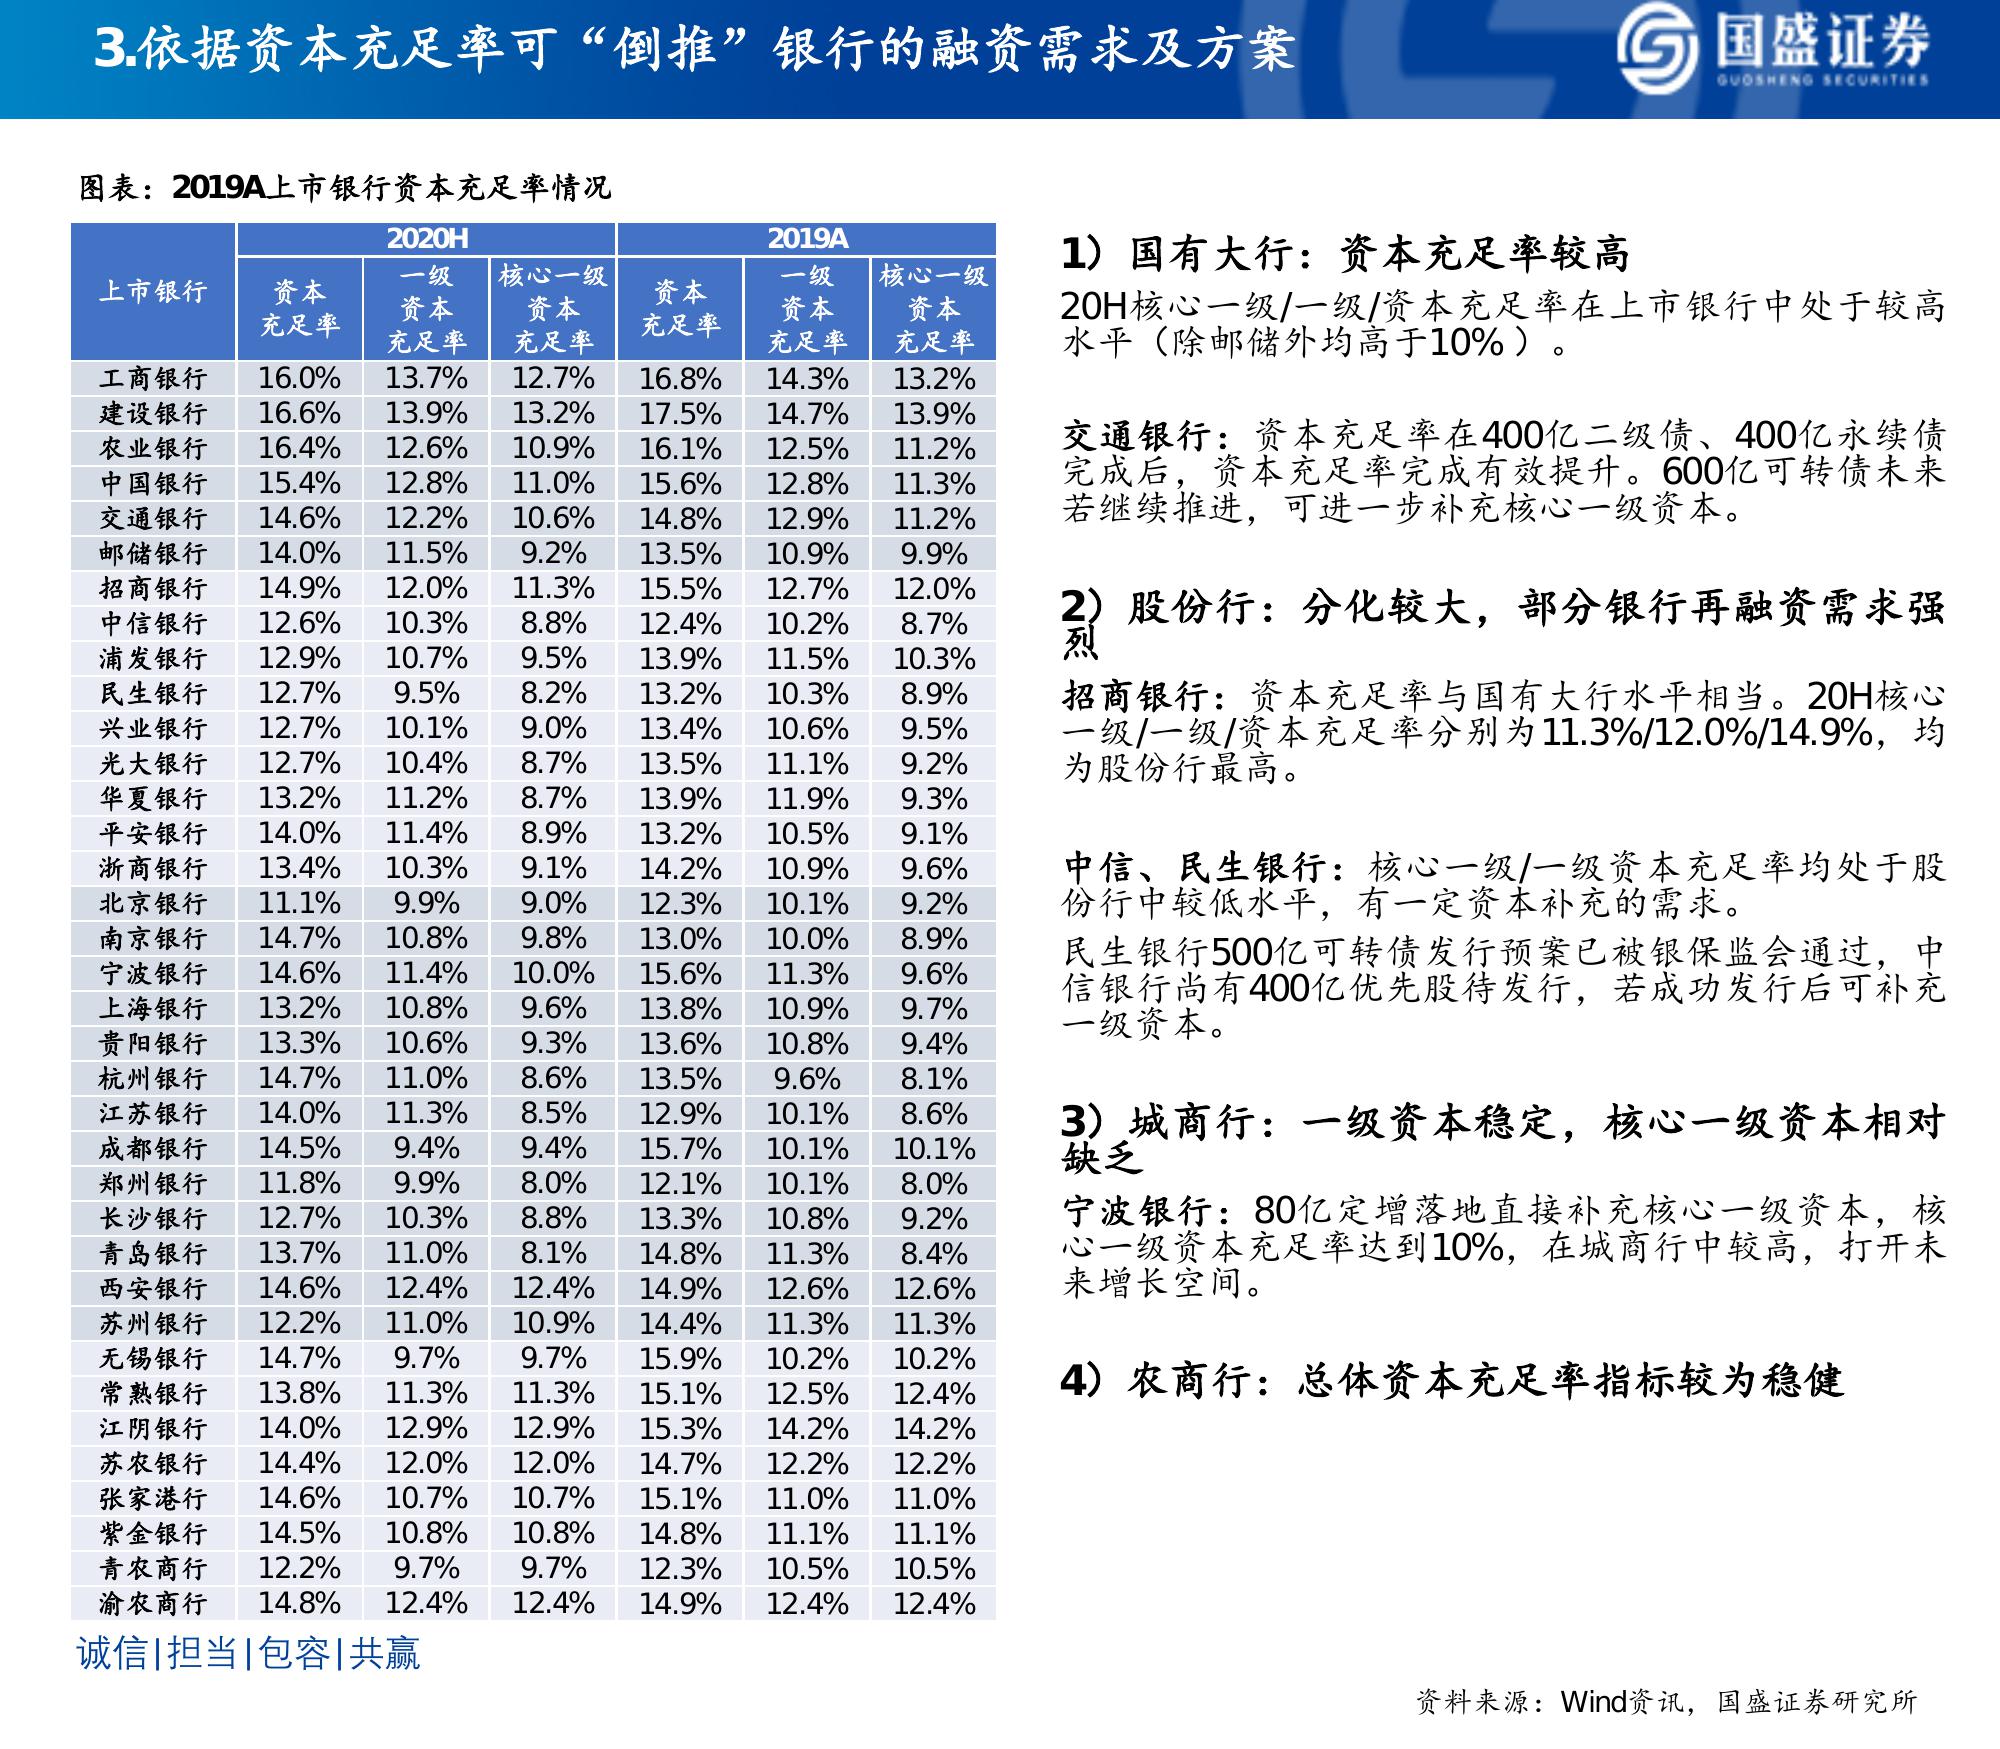 3.依据资本充足率可“倒推”银行的融资需求及方案
国盛证券
GUOSHENG SECURITIES
图表：2019A上市银行资本充足率情况
上市银行 2020H 2019A
资本充足率 一级资本充足率 核心一级资本充足率 资本充足率 一级资本充足率 核心一级资本充足率
工商银行 16.0% 13.7% 12.7% 16.8% 14.3% 13.2%
建设银行 16.6% 13.9% 13.2% 17.5% 14.7% 13.9%
农业银行 16.4% 12.6% 10.9% 16.1% 12.5% 11.2%
中国银行 15.4% 12.8% 11.0% 15.6% 12.8% 11.3%
交通银行 14.6% 12.2% 10.6% 14.8% 12.9% 11.2%
邮储银行 14.0% 11.5% 9.2% 13.5% 10.9% 9.9%
招商银行 14.9% 12.0% 11.3% 15.5% 12.7% 12.0%
中信银行 12.6% 10.3% 8.8% 12.4% 10.2% 8.7%
浦发银行 12.9% 10.7% 9.5% 13.9% 11.5% 10.3%
民生银行 12.7% 9.5% 8.2% 13.2% 10.3% 8.9%
兴业银行 12.7% 10.1% 9.0% 13.4% 10.6% 9.5%
光大银行 12.7% 10.4% 8.7% 13.5% 11.1% 9.2%
华夏银行 13.2% 11.2% 8.7% 13.9% 11.9% 9.3%
平安银行 14.0% 11.4% 8.9% 13.2% 10.5% 9.1%
浙商银行 13.4% 10.3% 9.1% 14.2% 10.9% 9.6%
北京银行 11.1% 9.9% 9.0% 12.3% 10.1% 9.2%
南京银行 14.7% 10.8% 9.8% 13.0% 10.0% 8.9%
宁波银行 14.6% 11.4% 10.0% 15.6% 11.3% 9.6%
上海银行 13.2% 10.8% 9.6% 13.8% 10.9% 9.7%
贵阳银行 13.3% 10.6% 9.3% 13.6% 10.8% 9.4%
杭州银行 14.7% 11.0% 8.6% 13.5% 9.6% 8.1%
江苏银行 14.0% 11.3% 8.5% 12.9% 10.1% 8.6%
成都银行 14.5% 9.4% 9.4% 15.7% 10.1% 10.1%
郑州银行 11.8% 9.9% 8.0% 12.1% 10.1% 8.0%
长沙银行 12.7% 10.3% 8.8% 13.3% 10.8% 9.2%
青岛银行 13.7% 11.0% 8.1% 14.8% 11.3% 8.4%
西安银行 14.6% 12.4% 12.4% 14.9% 12.6% 12.6%
苏州银行 12.2% 11.0% 10.9% 14.4% 11.3% 11.3%
无锡银行 14.7% 9.7% 9.7% 15.9% 10.2% 10.2%
常熟银行 13.8% 11.3% 11.3% 15.1% 12.5% 12.4%
江阴银行 14.0% 12.9% 12.9% 15.3% 14.2% 14.2%
苏农银行 14.4% 12.0% 12.0% 14.7% 12.2% 12.2%
张家港行 14.6% 10.7% 10.7% 15.1% 11.0% 11.0%
紫金银行 14.5% 10.8% 10.8% 14.8% 11.1% 11.1%
青农商行 12.2% 9.7% 9.7% 12.3% 10.5% 10.5%
渝农商行 14.8% 12.4% 12.4% 14.9% 12.4% 12.4%
1）国有大行：资本充足率较高
20H核心一级/一级/资本充足率在上市银行中处于较高
水平（除邮储外均高于10%）。
交通银行：资本充足率在400亿二级债、400亿永续债
完成后，资本充足率完成有效提升。600亿可转债未来
若继续推进，可进一步补充核心一级资本。
2）股份行：分化较大，部分银行再融资需求强
烈
招商银行：资本充足率与国有大行水平相当。20H核心
一级/一级/资本充足率分别为11.3%/12.0%/14.9%，均
为股份行最高。
中信、民生银行：核心一级/一级资本充足率均处于股
份行中较低水平，有一定资本补充的需求。
民生银行500亿可转债发行预案已被银保监会通过，中
信银行尚有400亿优先股待发行，若成功发行后可补充
一级资本。
3）城商行：一级资本稳定，核心一级资本相对
缺乏
宁波银行：80亿定增落地直接补充核心一级资本，核
心一级资本充足率达到10%，在城商行中较高，打开未
来增长空间。
4）农商行：总体资本充足率指标较为稳健
诚信|担当|包容|共赢
资料来源：Wind资讯，国盛证券研究所